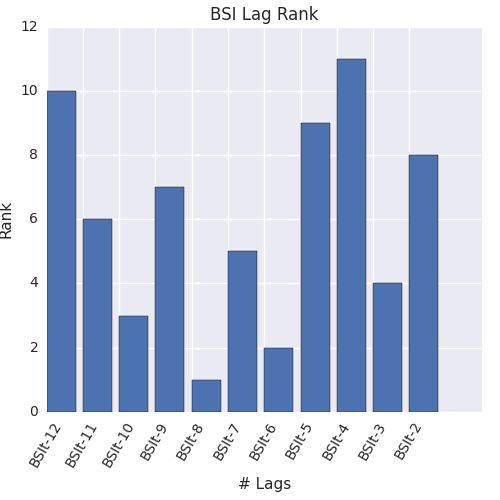 BSI Lag Rank
12
10
8
6
4
2
0
Rank
BSIt-12
BSIt-11
BSIt-10
BSIt-9
BSIt-8
BSIt-7
BSIt-6
BSIt-5
BSIt-4
BSIt-3
BSIt-2
# Lags